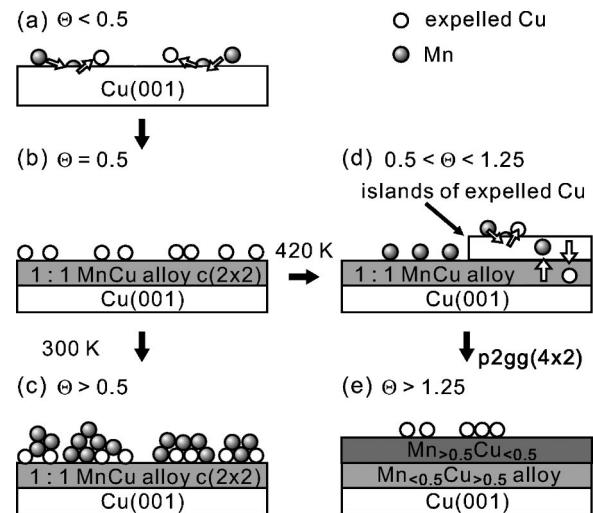 (a) Θ < 0.5
expelled Cu
Mn
Cu(001)
(b) Θ = 0.5
(d) 0.5 < Θ < 1.25
islands of expelled Cu
1 : 1 MnCu alloy c(2x2)
Cu(001)
420 K
1 : 1 MnCu alloy
Cu(001)
300 K
p2gg(4x2)
(c) Θ > 0.5
(e) Θ > 1.25
1 : 1 MnCu alloy c(2x2)
Cu(001)
Mn>0.5Cu<0.5
Mn<0.5Cu>0.5 alloy
Cu(001)